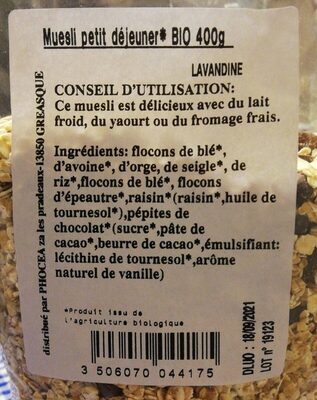 Muesli petit déjeuner* BIO 400g
LAVANDINE
CONSEIL D'UTILISATION:
Ce muesli est délicieux avec du lait
froid, du yaourt ou du fromage frais.
Ingrédients: flocons de blé*,
d'avoine*, d'orge, de seigle*, de
riz*,flocons de blé*, flocons
d'épeautre*,raisin*(raisin*,huile de
tournesol*),pépites de
chocolat*(sucre*,pâte de
cacao*,beurre de cacao*,émulsifiant:
lécithine de tournesol*,arôme
naturel de vanille)
*Produit issu de
l'agriculture biologique
3 506070 044175
DLUO : 18/09/2021
LOT n° 19123
distribué par PHOCEA za les pradeaux-13850 GREASQUE